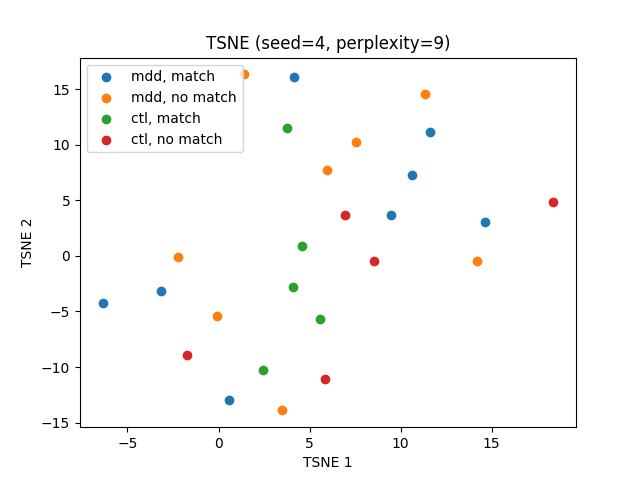 TSNE (seed=4, perplexity=9)
mdd, match
mdd, no match
ctl, match
ctl, no match
15
10
5
0
−5
−10
−15
TSNE 2
−5
0
5
10
15
TSNE 1